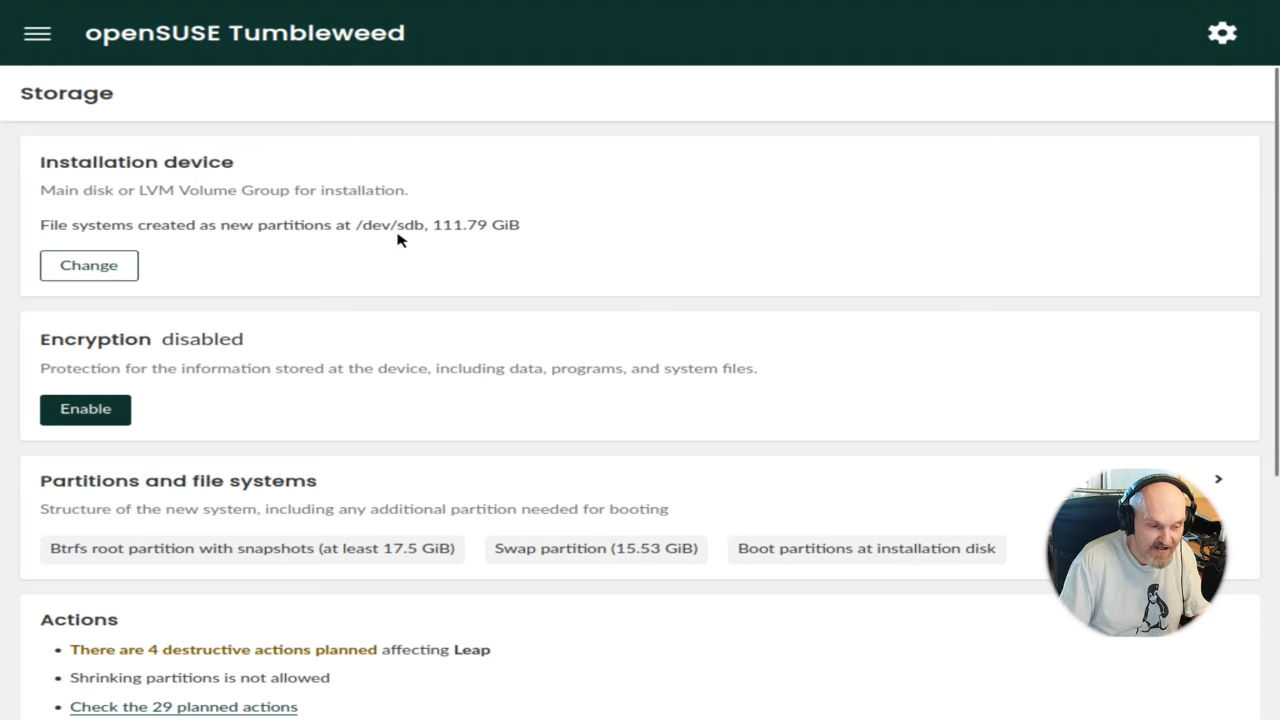 openSUSE Tumbleweed
Storage
Installation device
Main disk or LVM Volume Group for installation.
File systems created as new partitions at /dev/sdb, 111.79 GiB
Change
Encryption disabled
Protection for the information stored at the device, including data, programs, and system files.
Enable
Partitions and file systems
Structure of the new system, including any additional partition needed for booting
Btrfs root partition with snapshots (at least 17.5 GiB) Swap partition (15.53 GiB) Boot partitions at installation disk
Actions
• There are 4 destructive actions planned affecting Leap
• Shrinking partitions is not allowed
• Check the 29 planned actions